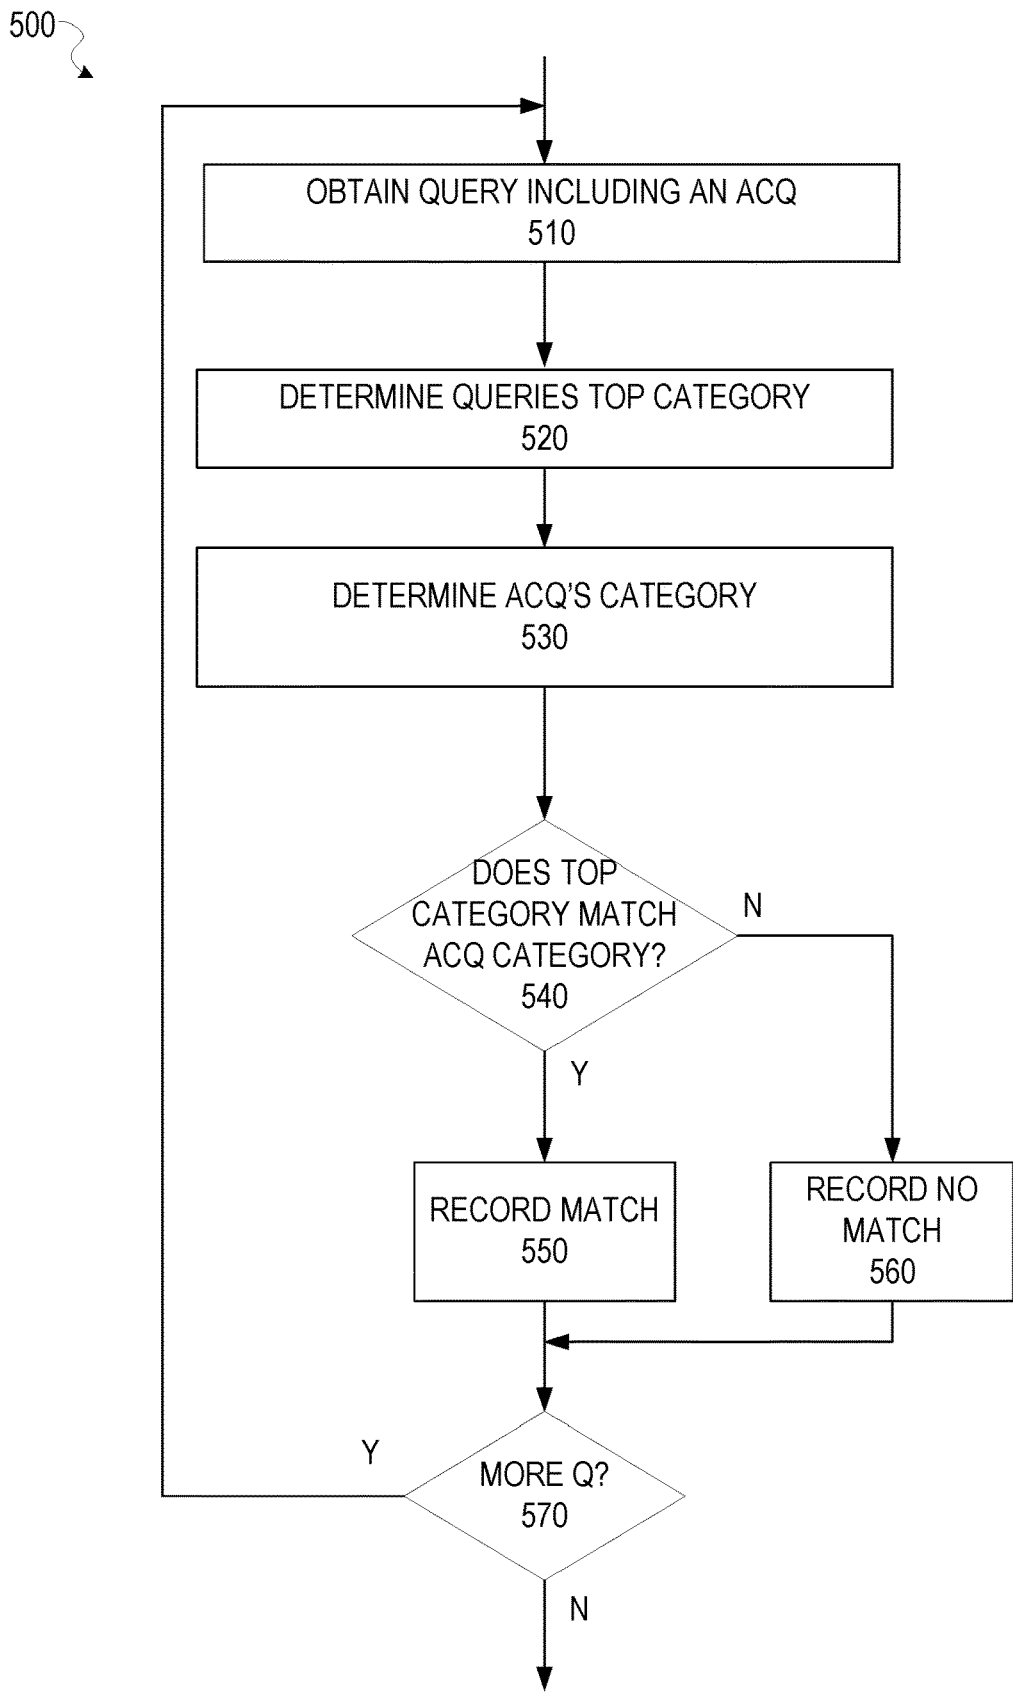 500
OBTAIN QUERY INCLUDING AN ACQ
510
DETERMINE QUERIES TOP CATEGORY
520
DETERMINE ACQ'S CATEGORY
530
DOES TOP
CATEGORY MATCH
ACQ CATEGORY?
540
N
Y
RECORD MATCH
550
RECORD NO
MATCH
560
Y
MORE Q?
570
N